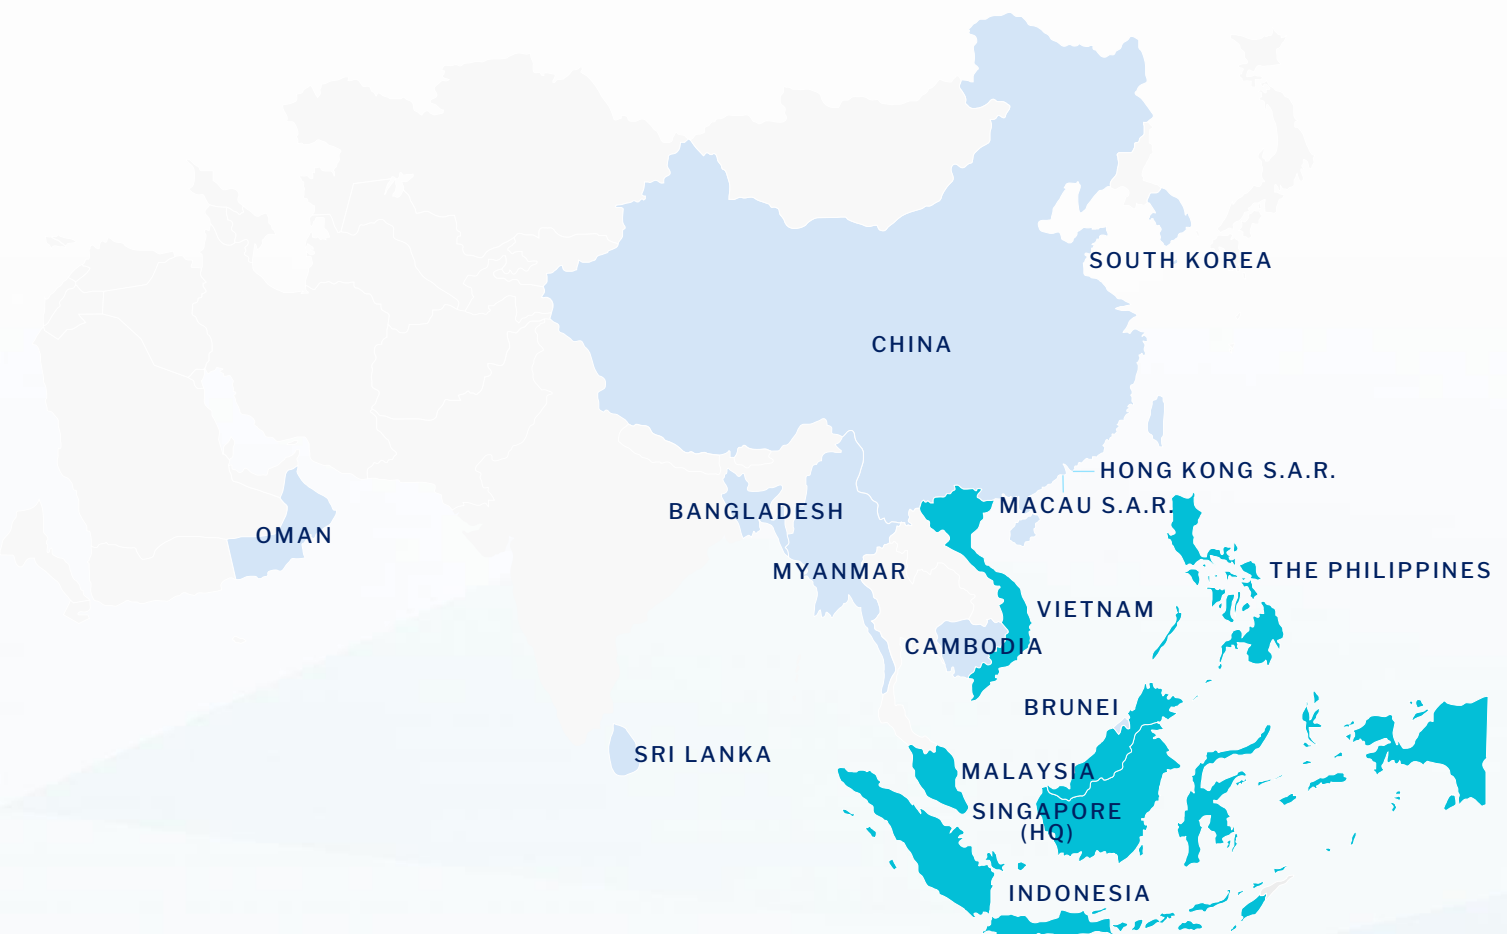 SOUTH KOREA
CHINA
HONG KONG S.A.R.
MACAU S.A.R.
BANGLADESH
OMAN
MYANMAR
THE PHILIPPINES
VIETNAM
CAMBODIA
BRUNEI
SRI LANKA
MALAYSIA
SINGAPORE
(HQ)
INDONESIA